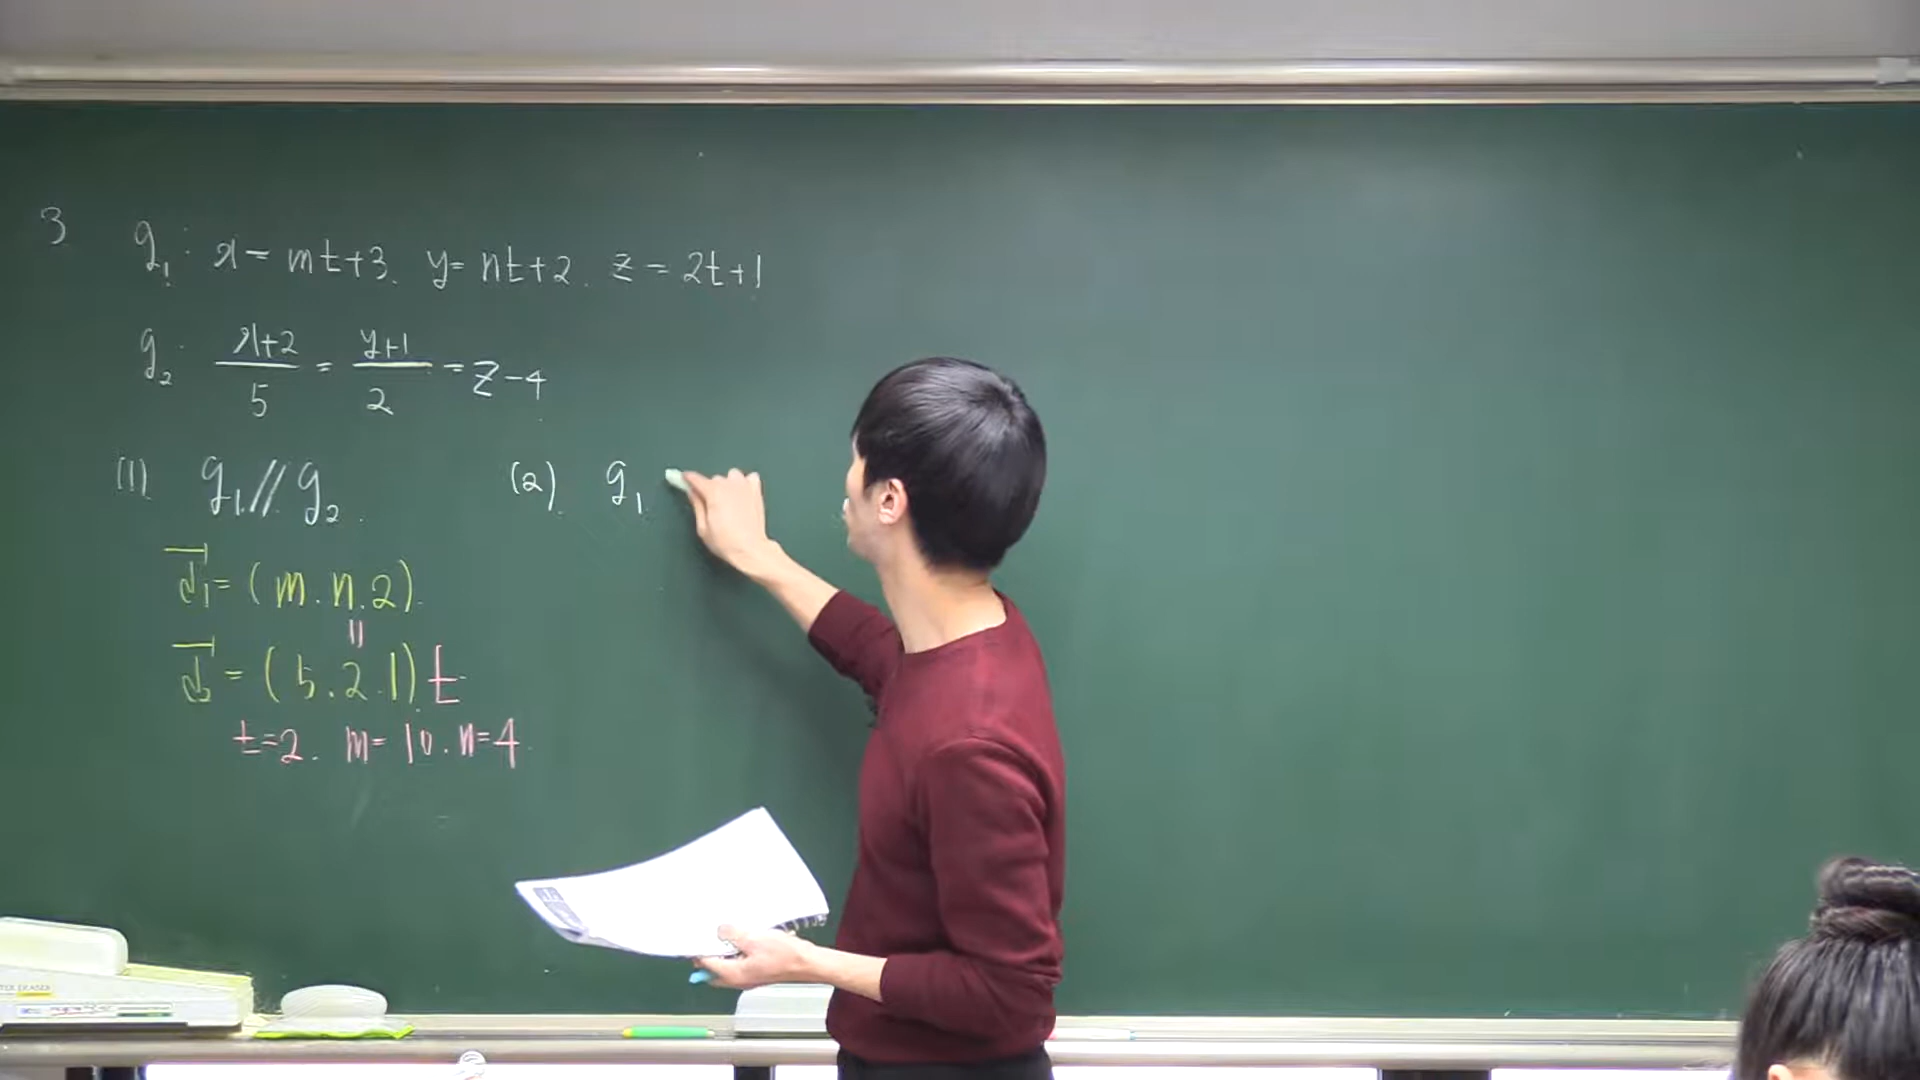 3 g₁: x = mt+3. y = nt+2. z = 2t+1
g₂: (x+2)/5 = (y+1)/2 = z-4
(1) g₁ // g₂.
(2). g₁
d₁ = (m.n.2).
||
d₂ = (5.2.1) t
t=2. m=10. n=4